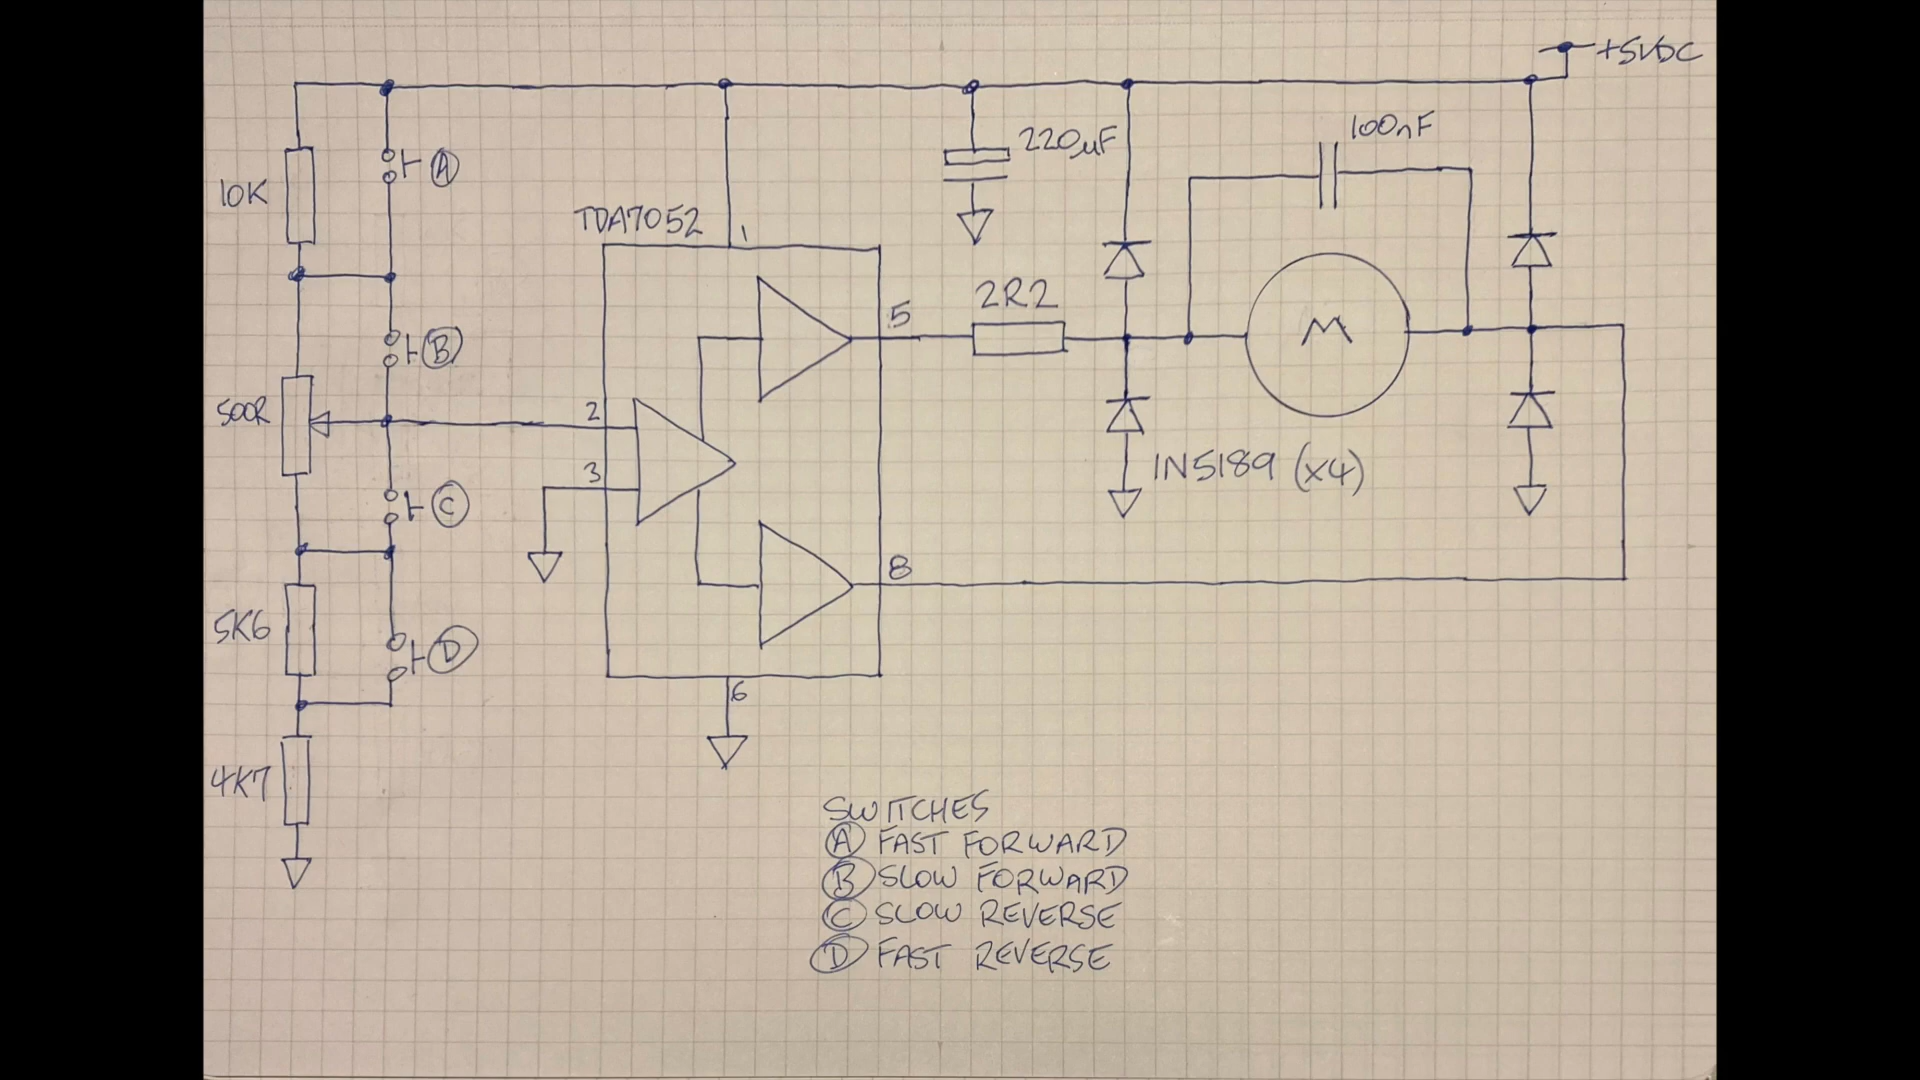 +5VDC
100nF
220µF
A
10K
TDA7052
1
2R2
5
B
M
500R
2
3
1N5189 (x4)
C
8
5K6
D
6
4K7
SWITCHES
A FAST FORWARD
B SLOW FORWARD
C SLOW REVERSE
D FAST REVERSE